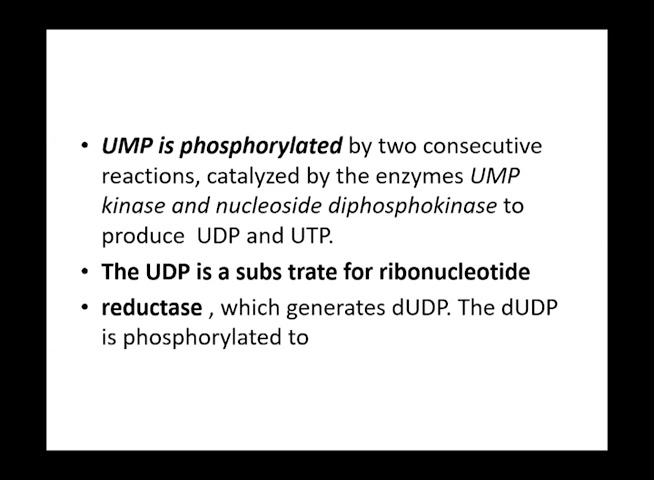 • UMP is phosphorylated by two consecutive
reactions, catalyzed by the enzymes UMP
kinase and nucleoside diphosphokinase to
produce  UDP and UTP.
• The UDP is a subs trate for ribonucleotide
• reductase , which generates dUDP. The dUDP
is phosphorylated to